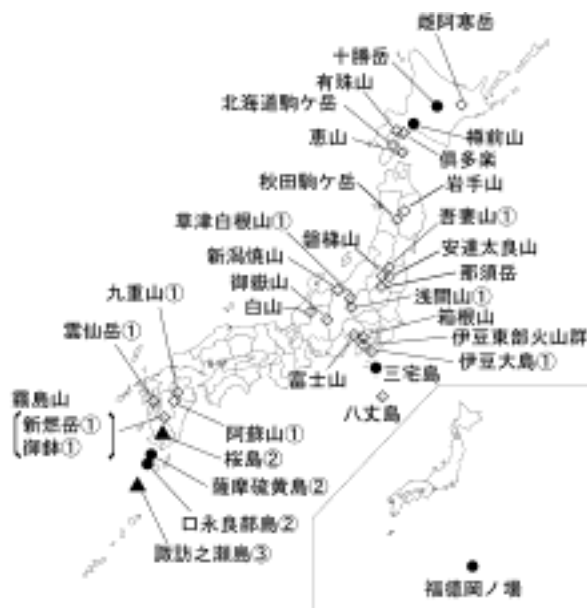 雌阿寒岳
十勝岳
有珠山
北海道駒ケ岳
恵山
樽前山
倶多楽
秋田駒ケ岳
岩手山
草津白根山①
磐梯山
吾妻山①
新潟焼山
安達太良山
御嶽山
那須岳
九重山①
白山
浅間山①
雲仙岳①
箱根山
伊豆東部火山群
富士山
伊豆大島①
霧島山
三宅島
新燃岳①
八丈島
御鉢①
阿蘇山①
桜島②
薩摩硫黄島②
口永良部島②
諏訪之瀬島③
福徳岡ノ場